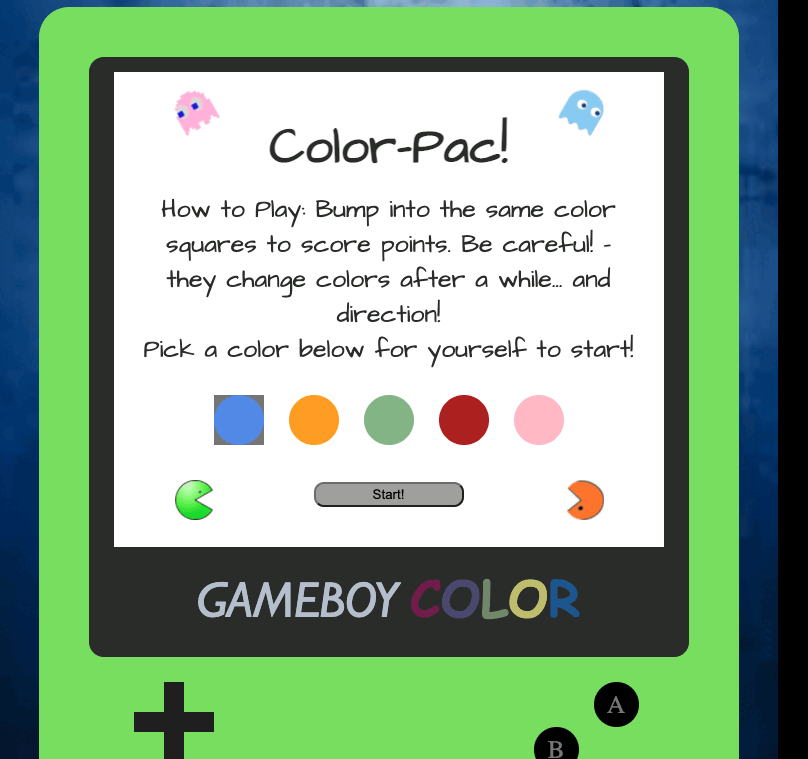 Color-Pac!
How to Play: Bump into the same color
squares to score points. Be careful! -
they change colors after a while... and
direction!
Pick a color below for yourself to start!
Start!
GAMEBOY COLOR
A
B